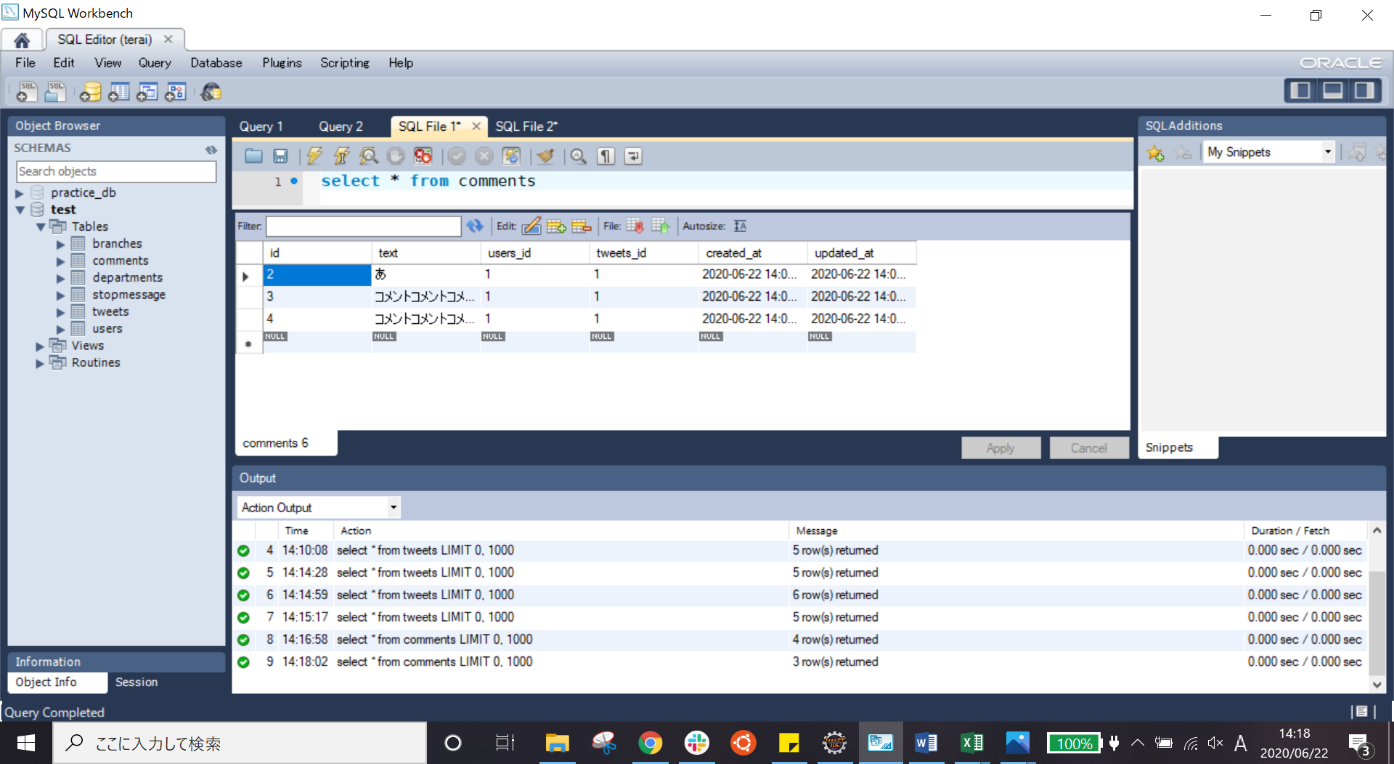 MySQL Workbench
SQL Editor (terai)
File Edit View Query Database Plugins Scripting Help
ORACLE
Object Browser
SCHEMAS
Search objects
practice_db
test
Tables
branches
comments
departments
stopmessage
tweets
users
Views
Routines
Information
Object Info Session
Query 1 Query 2 SQL File 1* SQL File 2*
1 select * from comments
Filter: Edit: File: Autosize:
id text users_id tweets_id created_at updated_at
2 あ 1 1 2020-06-22 14:0... 2020-06-22 14:0...
3 コメントコメントコメ... 1 1 2020-06-22 14:0... 2020-06-22 14:0...
4 コメントコメントコメ... 1 1 2020-06-22 14:0... 2020-06-22 14:0...
NULL NULL NULL NULL NULL NULL
comments 6
Apply Cancel
SQLAdditions
My Snippets
Snippets
Output
Action Output
Time Action Message Duration / Fetch
4 14:10:08 select * from tweets LIMIT 0, 1000 5 row(s) returned 0.000 sec / 0.000 sec
5 14:14:28 select * from tweets LIMIT 0, 1000 5 row(s) returned 0.000 sec / 0.000 sec
6 14:14:59 select * from tweets LIMIT 0, 1000 6 row(s) returned 0.000 sec / 0.000 sec
7 14:15:17 select * from tweets LIMIT 0, 1000 5 row(s) returned 0.000 sec / 0.000 sec
8 14:16:58 select * from comments LIMIT 0, 1000 4 row(s) returned 0.000 sec / 0.000 sec
9 14:18:02 select * from comments LIMIT 0, 1000 3 row(s) returned 0.000 sec / 0.000 sec
Query Completed
ここに入力して検索
100%
A
14:18
2020/06/22
3